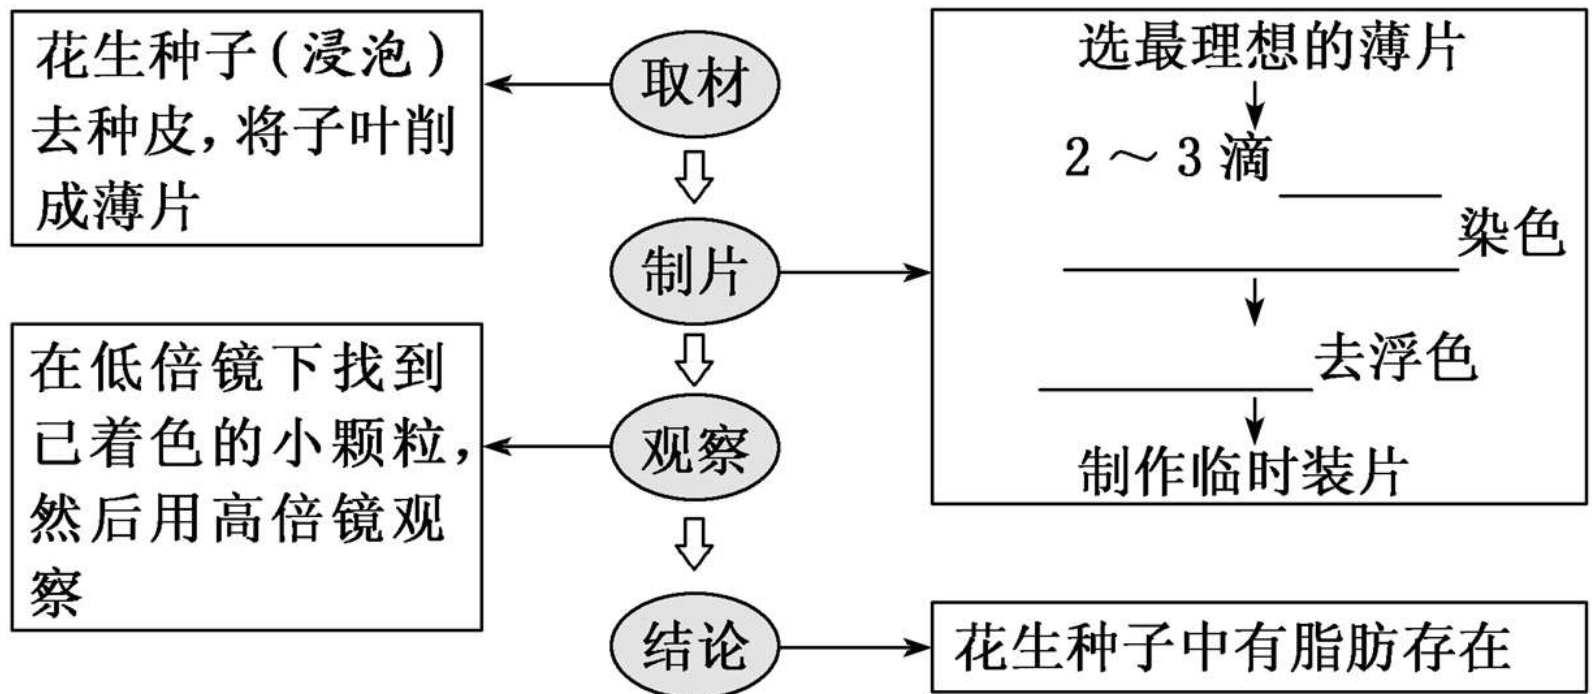 取材
花生种子(浸泡)
去种皮,将子叶削
成薄片
制片
选最理想的薄片
2～3滴
染色
去浮色
制作临时装片
观察
在低倍镜下找到
已着色的小颗粒,
然后用高倍镜观
察
结论
花生种子中有脂肪存在